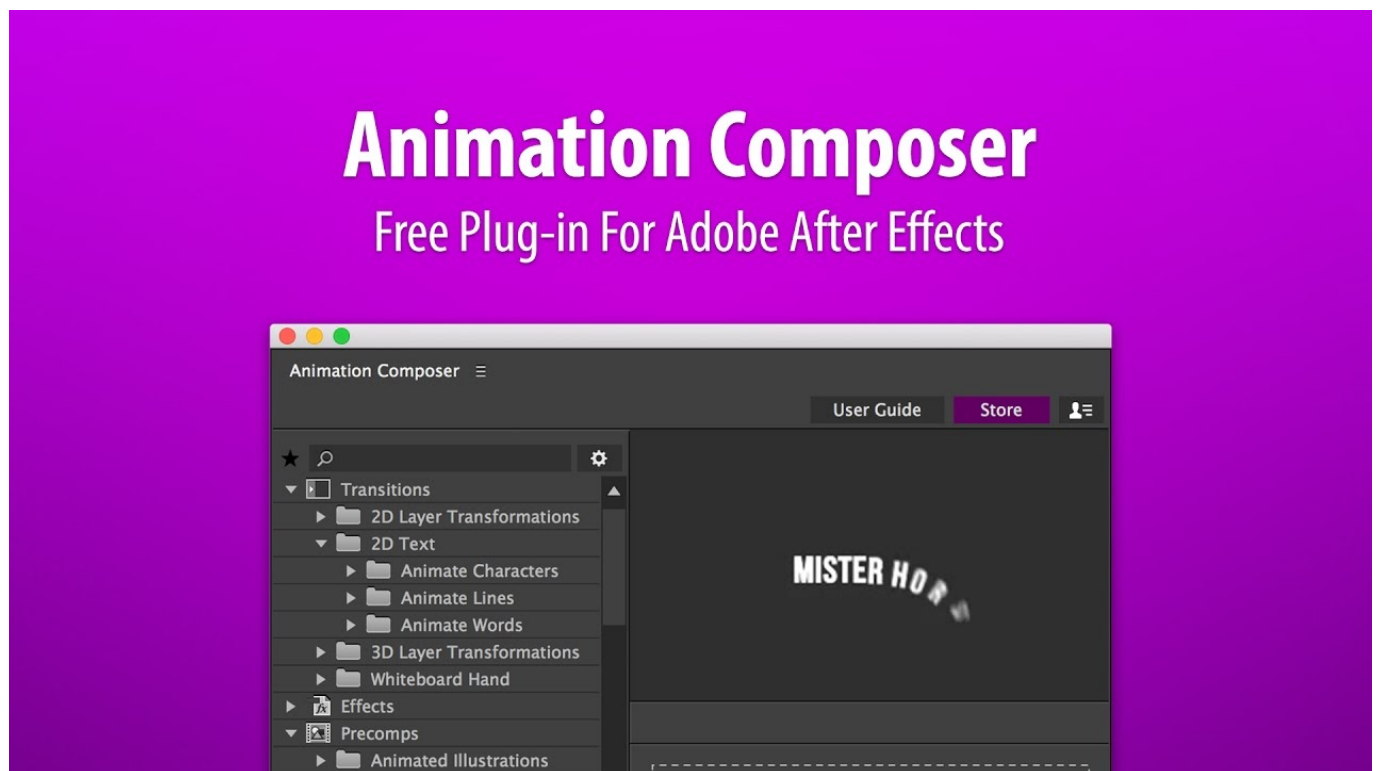 Animation Composer
Free Plug-in For Adobe After Effects
Animation Composer
User Guide Store
Transitions
2D Layer Transformations
2D Text
Animate Characters
Animate Lines
Animate Words
3D Layer Transformations
Whiteboard Hand
Effects
Precomps
Animated Illustrations
MISTER HORS